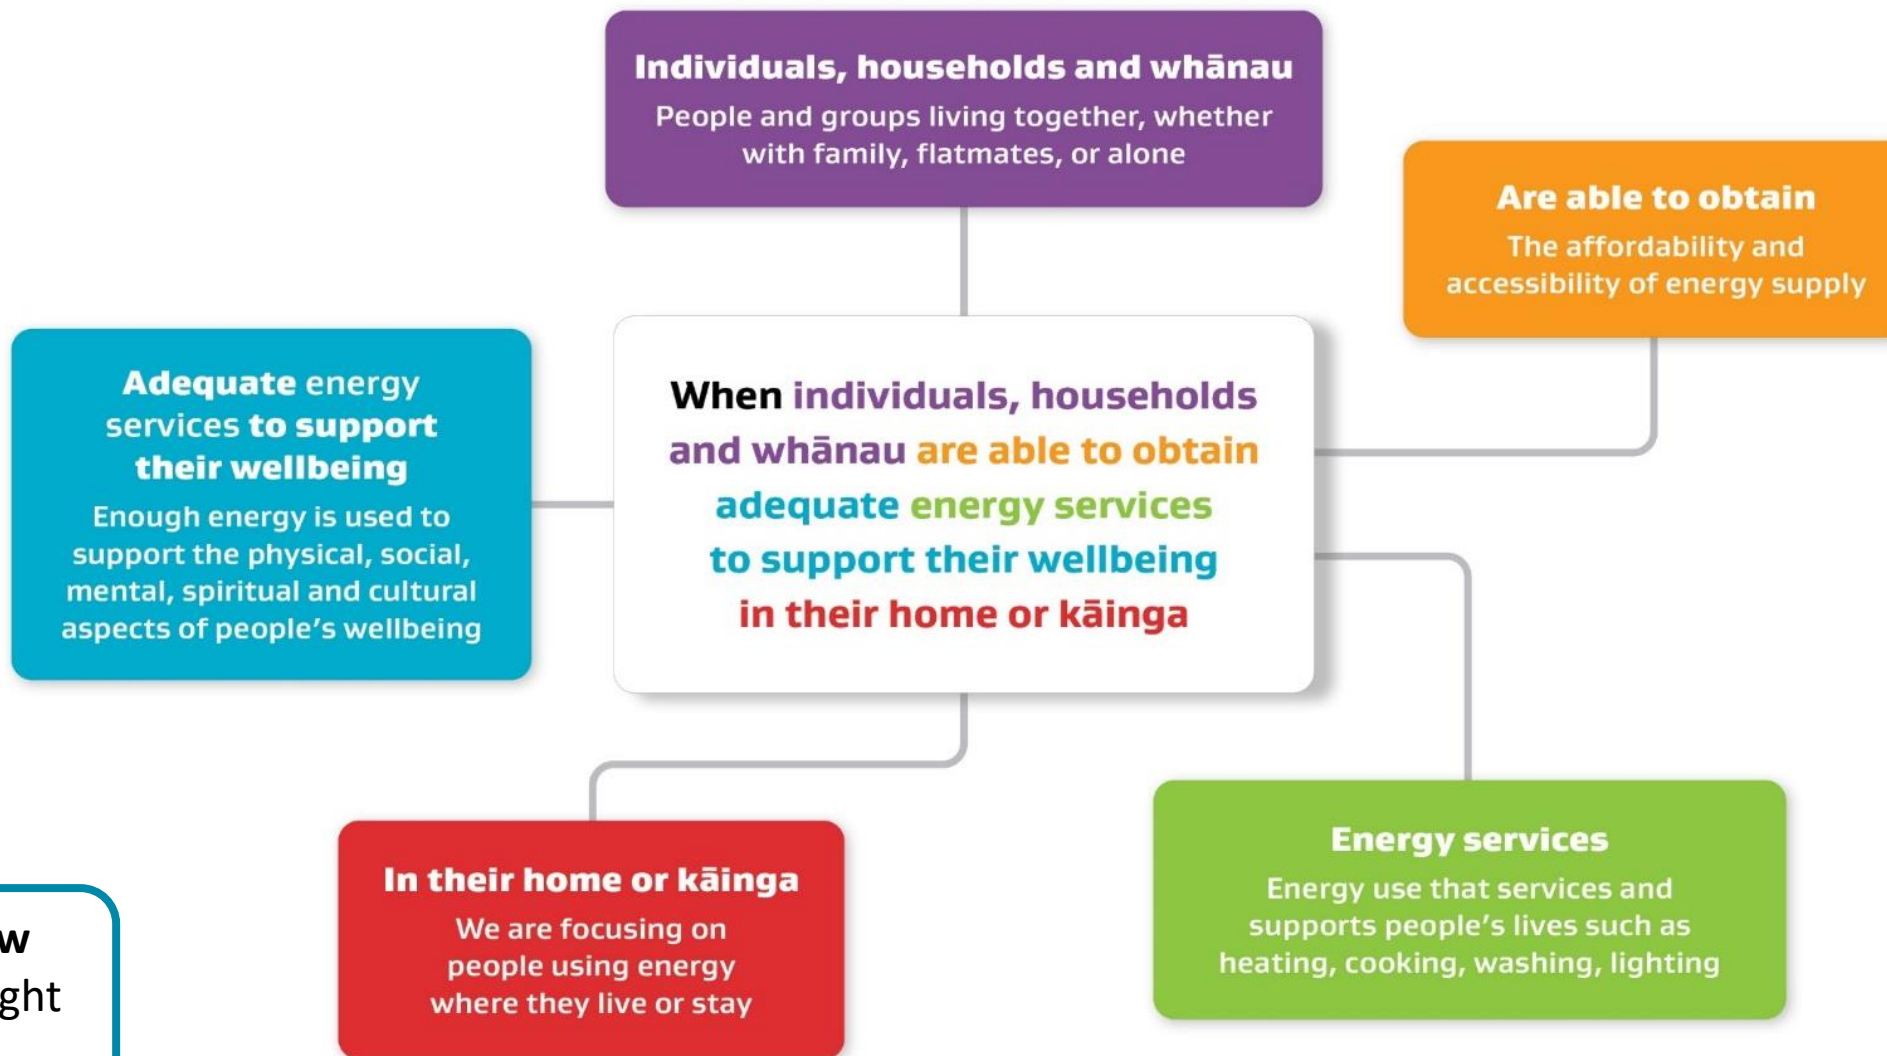 Individuals, households and whānau
People and groups living together, whether
with family, flatmates, or alone
Are able to obtain
The affordability and
accessibility of energy supply
Adequate energy
services to support
their wellbeing
Enough energy is used to
support the physical, social,
mental, spiritual and cultural
aspects of people's wellbeing
When individuals, households
and whānau are able to obtain
adequate energy services
to support their wellbeing
in their home or kāinga
In their home or kāinga
We are focusing on
people using energy
where they live or stay
Energy services
Energy use that services and
supports people's lives such as
heating, cooking, washing, lighting